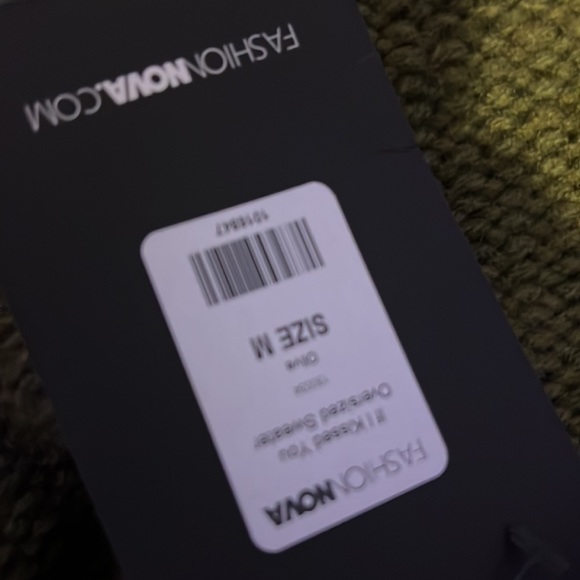 FASHIONNOVA
If I Kissed You
Oversized Sweater
Olive
SIZE M
FASHIONNOVA.COM